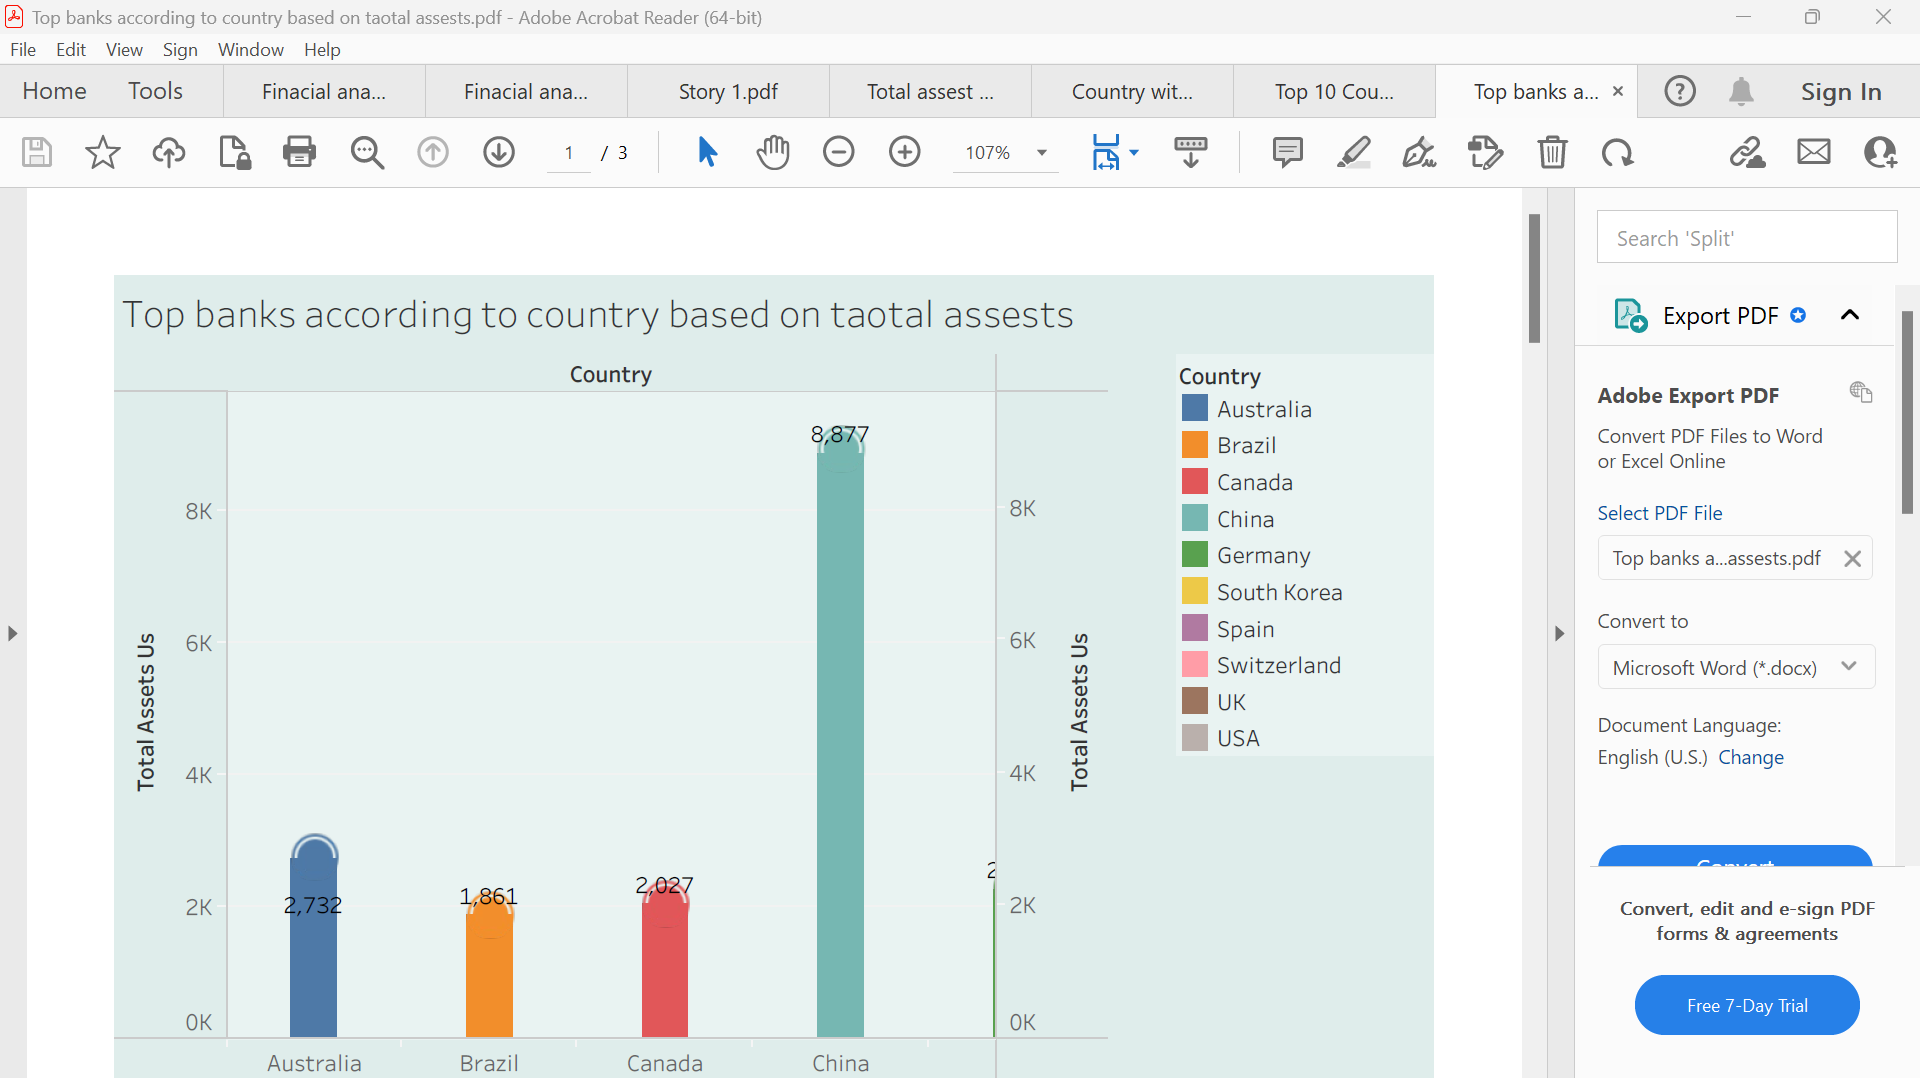 Top banks according to country based on taotal assests.pdf - Adobe Acrobat Reader (64-bit)
File Edit View Sign Window Help
Home Tools Finacial ana... Finacial ana... Story 1.pdf Total assest ... Country wit... Top 10 Cou... Top banks a... Sign In
1 / 3 107%
Search 'Split'
Export PDF
Adobe Export PDF
Convert PDF Files to Word
or Excel Online
Select PDF File
Top banks a...assests.pdf
Convert to
Microsoft Word (*.docx)
Document Language:
English (U.S.) Change
Convert
Convert, edit and e-sign PDF
forms & agreements
Free 7-Day Trial
Top banks according to country based on taotal assests
Country
Total Assets Us
8K
6K
4K
2K
0K
2,732
1,861
2,027
8,877
2
Australia Brazil Canada China
8K
6K
4K
2K
0K
Total Assets Us
Country
Australia
Brazil
Canada
China
Germany
South Korea
Spain
Switzerland
UK
USA